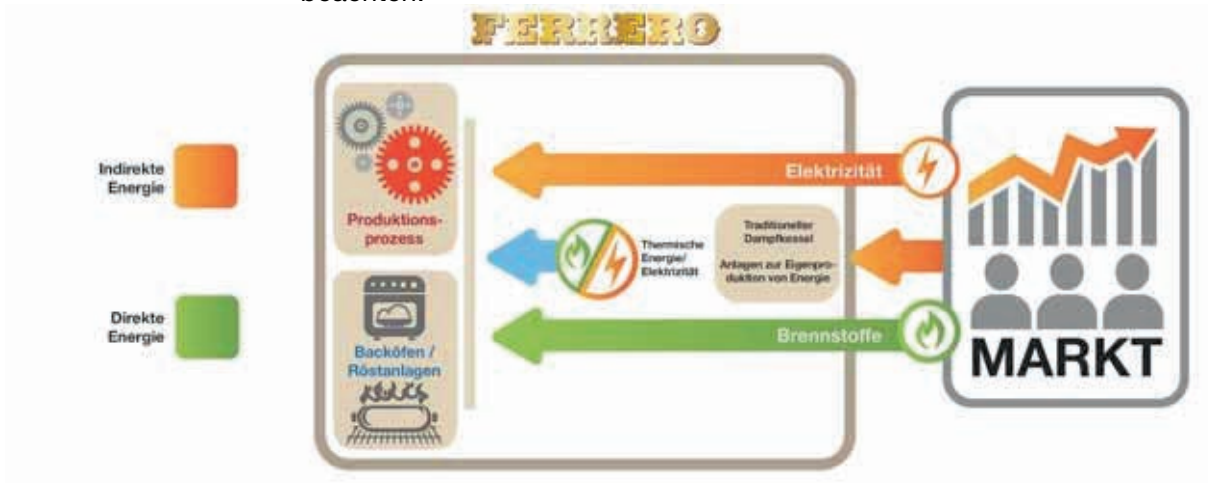 beachten:
FERRERO
Indirekte
Energie
Direkte
Energie
Produktions-
prozess
Backöfen /
Röstanlagen
Elektrizität
Thermische
Energie/
Elektrizität
Traditioneller
Dampfkessel
Anlagen zur Eigenpro-
duktion von Energie
Brennstoffe
MARKT